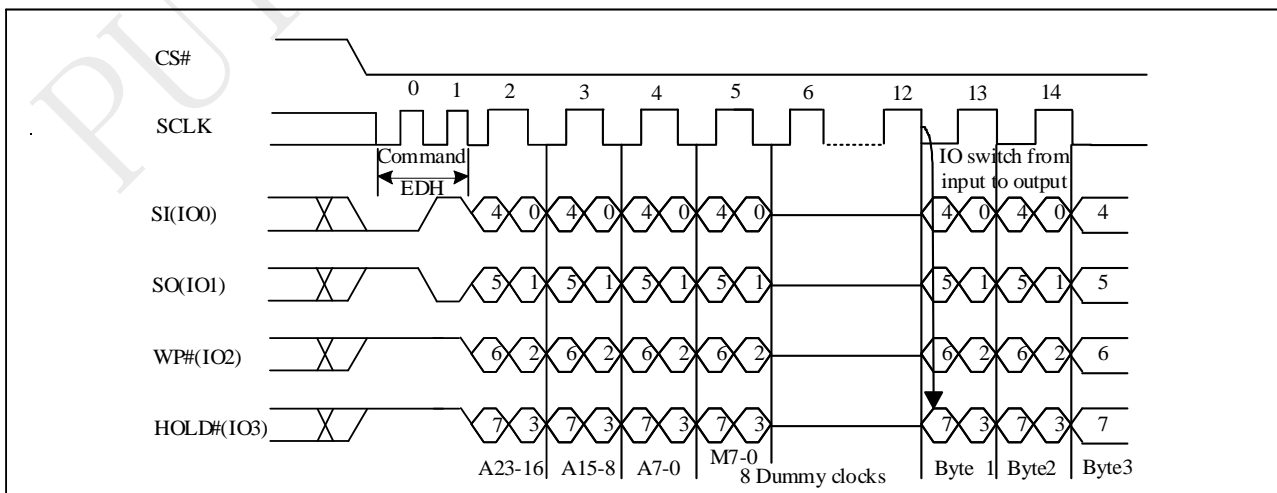 PUY
CS#
0 1 2 3 4 5 6 12 13 14
SCLK
Command
EDH
IO switch from
input to output
SI(IO0)
4 0 4 0 4 0 4 0 4 0 4 0 4
SO(IO1)
5 1 5 1 5 1 5 1 5 1 5 1 5
WP#(IO2)
6 2 6 2 6 2 6 2 6 2 6 2 6
HOLD#(IO3)
7 3 7 3 7 3 7 3 7 3 7 3 7
A23-16 A15-8 A7-0 M7-0 8 Dummy clocks Byte 1 Byte2 Byte3